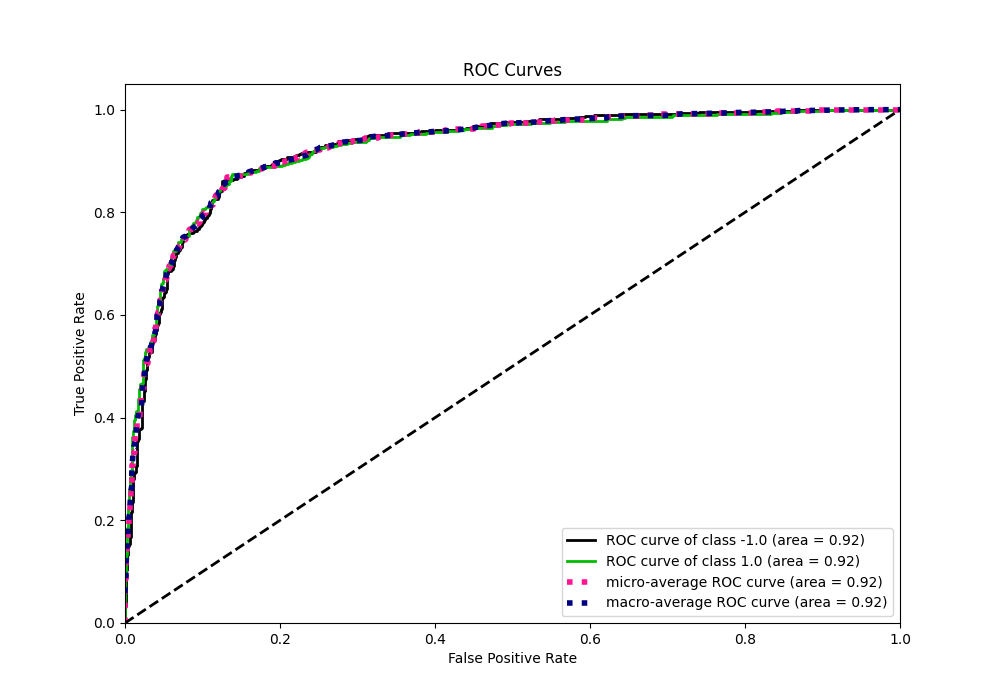 ROC Curves
True Positive Rate
1.0
0.8
0.6
0.4
0.2
0.0
ROC curve of class -1.0 (area = 0.92)
ROC curve of class 1.0 (area = 0.92)
micro-average ROC curve (area = 0.92)
macro-average ROC curve (area = 0.92)
0.0 0.2 0.4 0.6 0.8 1.0
False Positive Rate